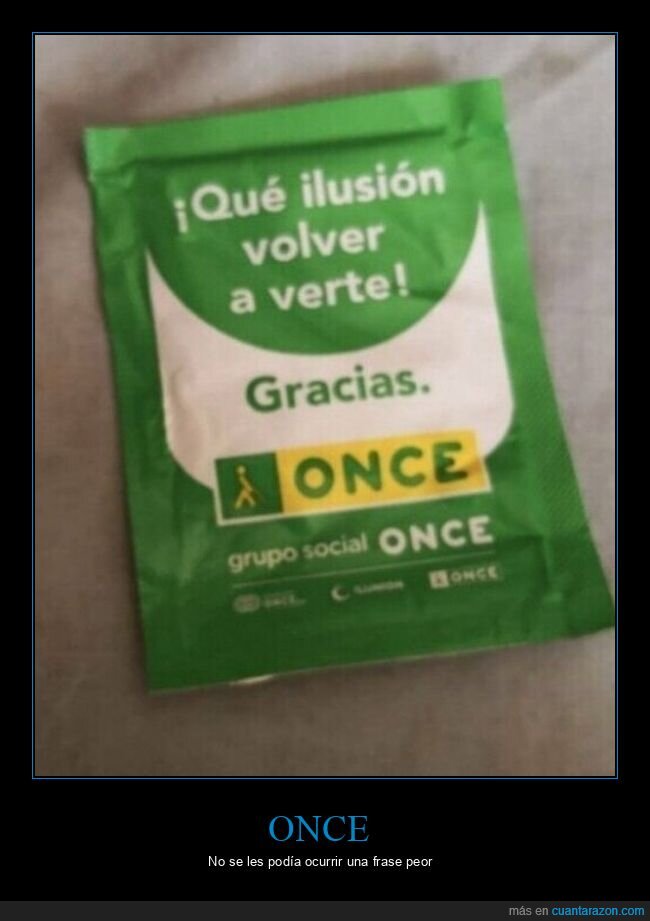 ¡Qué ilusión
volver
a verte!
Gracias.
ONCE
grupo social ONCE
ILUNION
ONCE
ONCE
No se les podía ocurrir una frase peor
más en cuantarazon.com